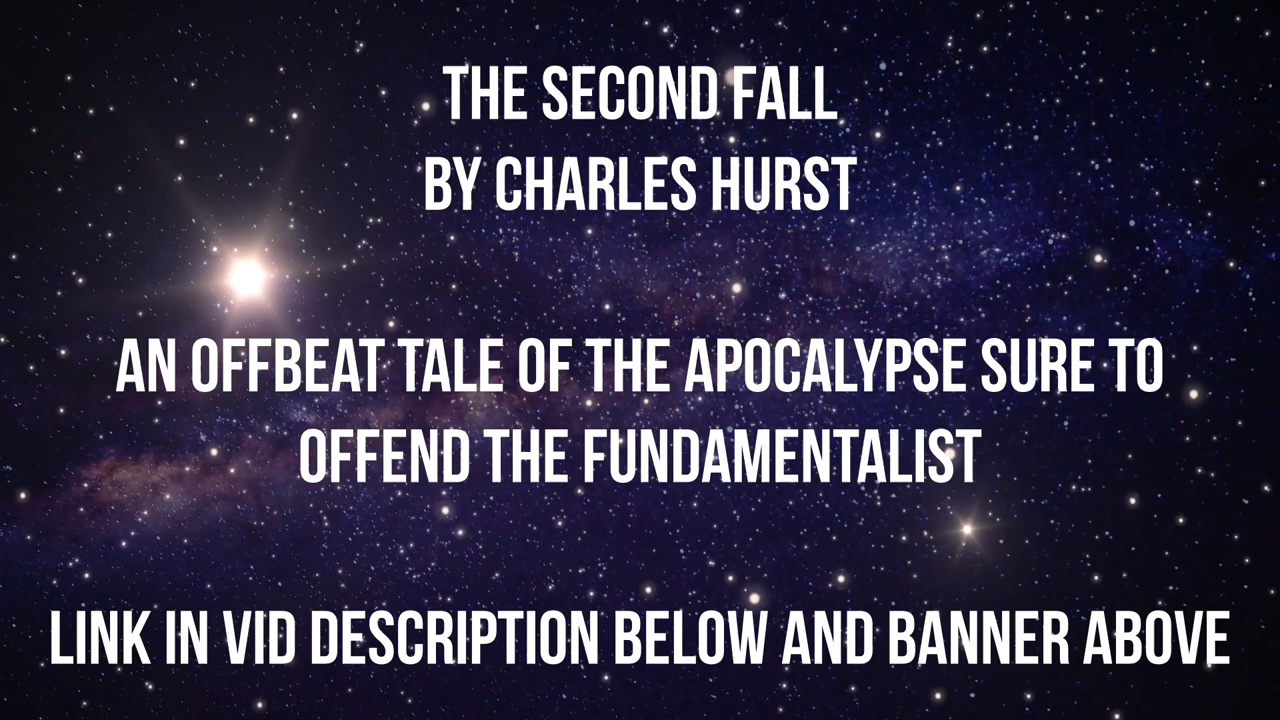 THE SECOND FALL
BY CHARLES HURST
AN OFFBEAT TALE OF THE APOCALYPSE SURE TO
OFFEND THE FUNDAMENTALIST
LINK IN VID DESCRIPTION BELOW AND BANNER ABOVE